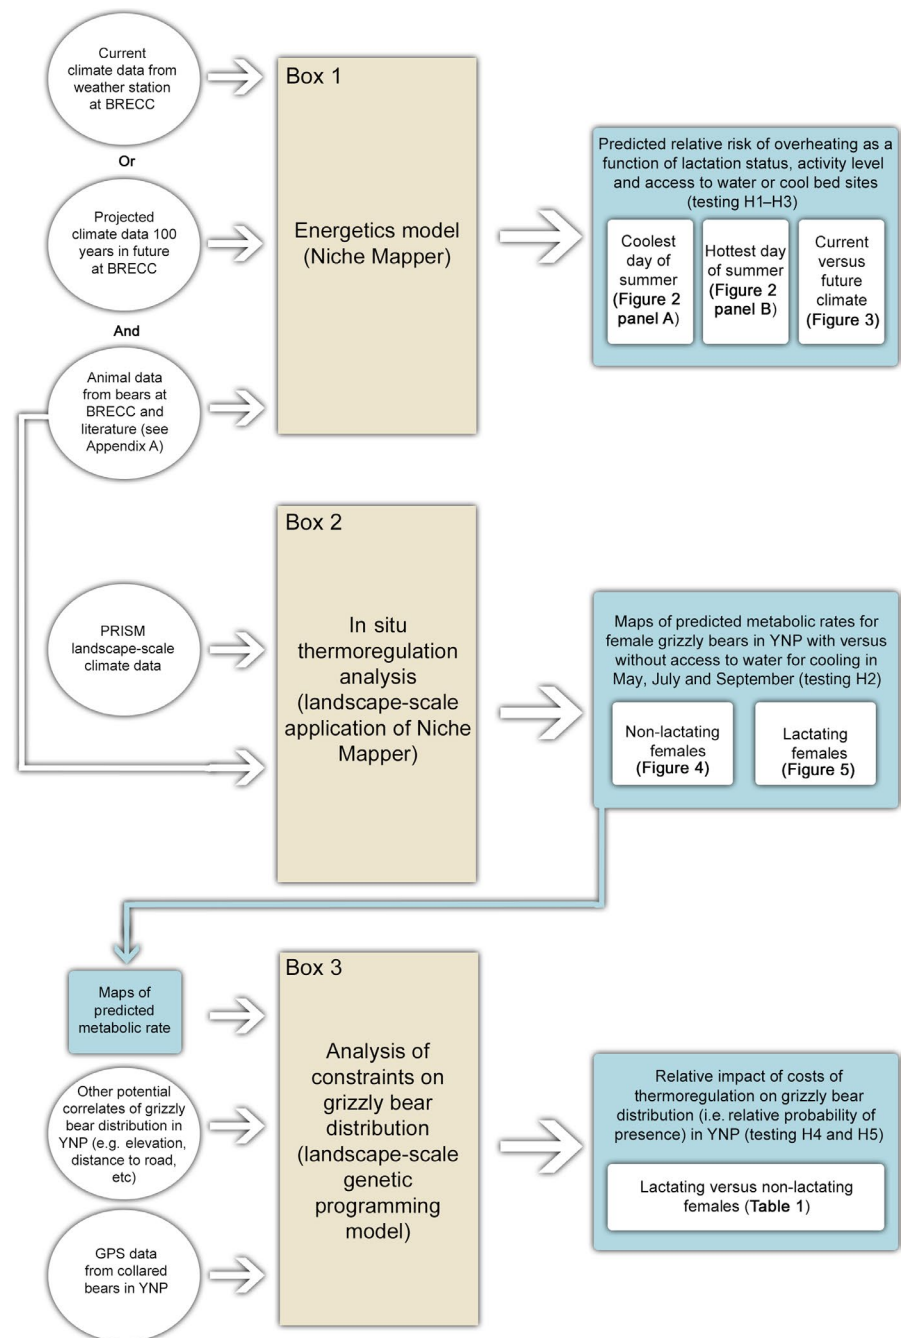 Current
climate data from
weather station
at BRECC
Or
Projected
climate data 100
years in future
at BRECC
And
Animal data
from bears at
BRECC and
literature (see
Appendix A)
Box 1
Energetics model
(Niche Mapper)
Predicted relative risk of overheating as a
function of lactation status, activity level
and access to water or cool bed sites
(testing H1–H3)
Coolest
day of
summer
(Figure 2
panel A)
Hottest day
of summer
(Figure 2
panel B)
Current
versus
future
climate
(Figure 3)
PRISM
landscape-scale
climate data
Box 2
In situ
thermoregulation
analysis
(landscape-scale
application of Niche
Mapper)
Maps of predicted metabolic rates for
female grizzly bears in YNP with versus
without access to water for cooling in
May, July and September (testing H2)
Non-lactating
females
(Figure 4)
Lactating
females
(Figure 5)
Maps of
predicted
metabolic rate
Other potential
correlates of grizzly
bear distribution in
YNP (e.g. elevation,
distance to road,
etc)
GPS data
from collared
bears in YNP
Box 3
Analysis of
constraints on
grizzly bear
distribution
(landscape-scale
genetic
programming
model)
Relative impact of costs of
thermoregulation on grizzly bear
distribution (i.e. relative probability of
presence) in YNP (testing H4 and H5)
Lactating versus non-lactating
females (Table 1)